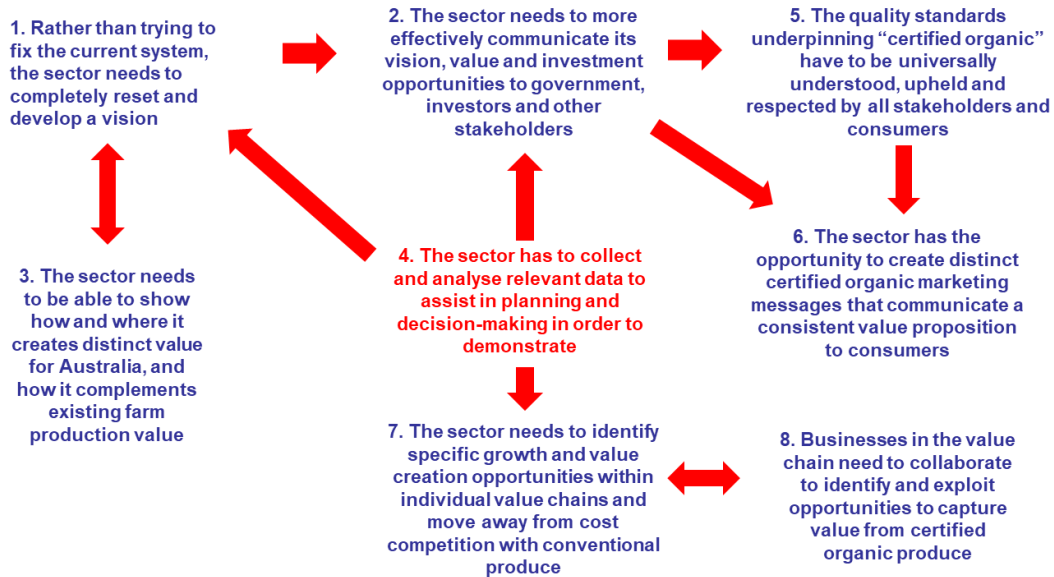 1. Rather than trying to
fix the current system,
the sector needs to
completely reset and
develop a vision
2. The sector needs to more
effectively communicate its
vision, value and investment
opportunities to government,
investors and other
stakeholders
5. The quality standards
underpinning “certified organic”
have to be universally
understood, upheld and
respected by all stakeholders and
consumers
3. The sector needs
to be able to show
how and where it
creates distinct value
for Australia, and
how it complements
existing farm
production value
4. The sector has to collect
and analyse relevant data to
assist in planning and
decision-making in order to
demonstrate
6. The sector has the
opportunity to create distinct
certified organic marketing
messages that communicate a
consistent value proposition
to consumers
7. The sector needs to identify
specific growth and value
creation opportunities within
individual value chains and
move away from cost
competition with conventional
produce
8. Businesses in the value
chain need to collaborate
to identify and exploit
opportunities to capture
value from certified
organic produce